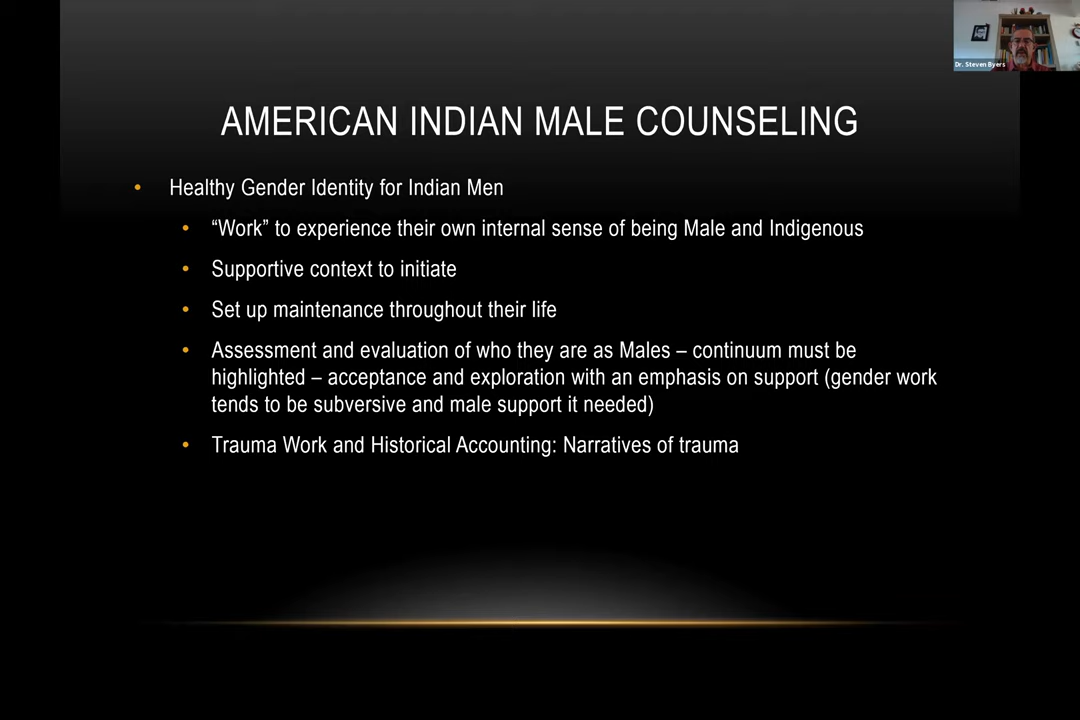 Dr. Steven Byers
AMERICAN INDIAN MALE COUNSELING
• Healthy Gender Identity for Indian Men
• “Work” to experience their own internal sense of being Male and Indigenous
• Supportive context to initiate
• Set up maintenance throughout their life
• Assessment and evaluation of who they are as Males – continuum must be
highlighted – acceptance and exploration with an emphasis on support (gender work
tends to be subversive and male support it needed)
• Trauma Work and Historical Accounting: Narratives of trauma